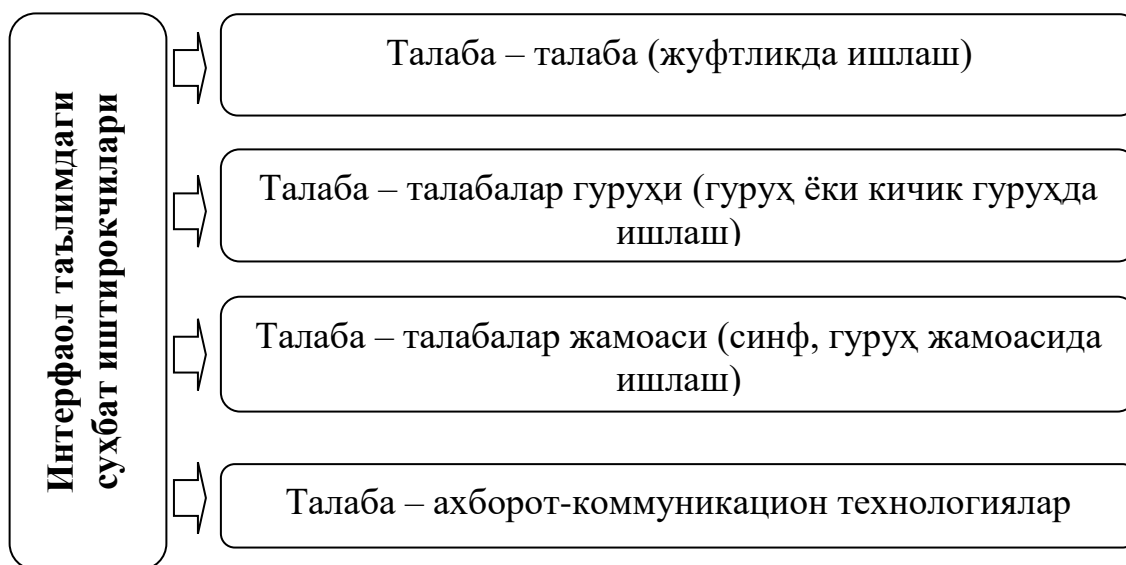 Интерфаол таълимдаги
суҳбат иштирокчилари
Талаба – талаба (жуфтликда ишлаш)
Талаба – талабалар гуруҳи (гуруҳ ёки кичик гуруҳда
ишлаш)
Талаба – талабалар жамоаси (синф, гуруҳ жамоасида
ишлаш)
Талаба – ахборот-коммуникацион технологиялар